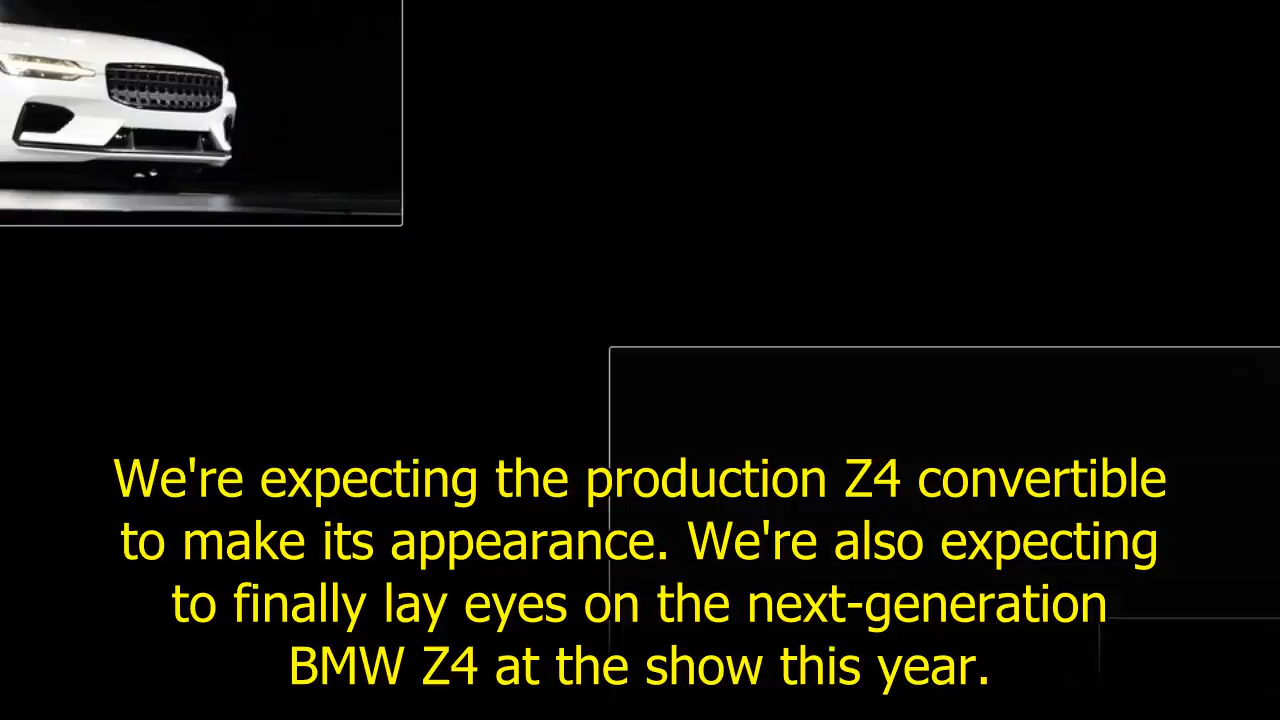 We're expecting the production Z4 convertible
to make its appearance. We're also expecting
to finally lay eyes on the next-generation
BMW Z4 at the show this year.